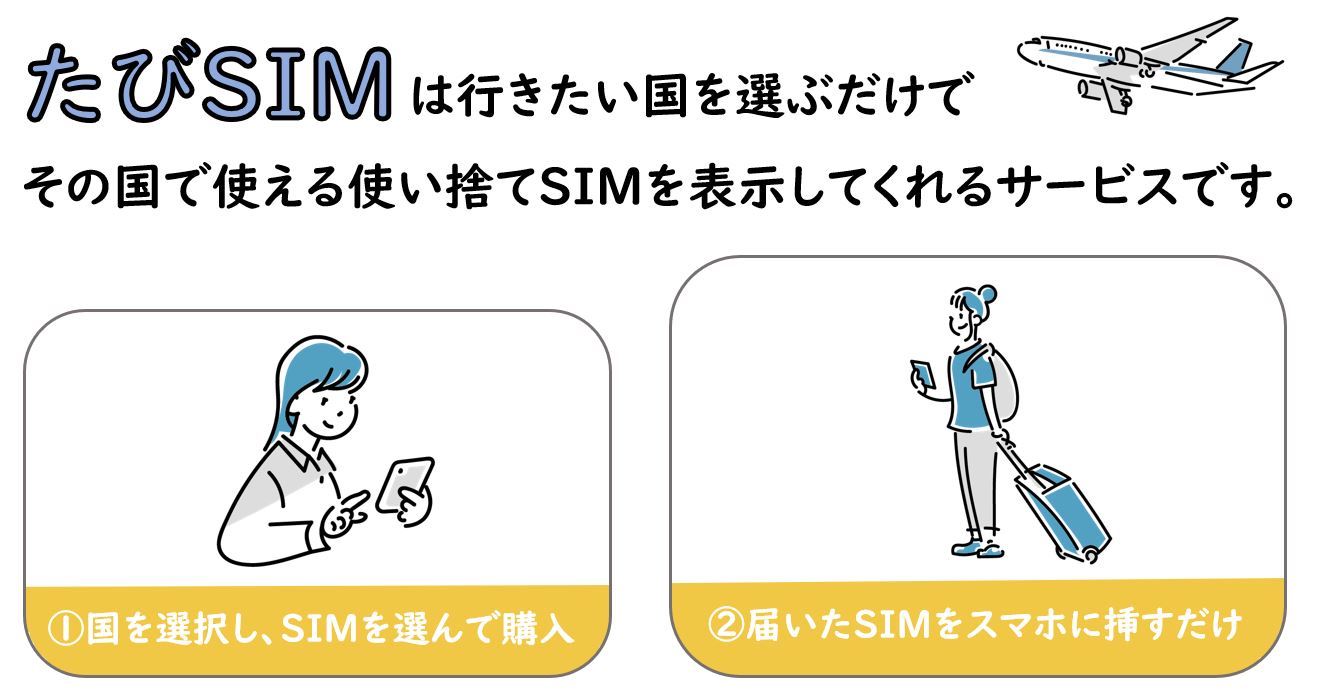 たびSIMは行きたい国を選ぶだけで
その国で使える使い捨てSIMを表示してくれるサービスです。
①国を選択し、SIMを選んで購入
②届いたSIMをスマホに挿すだけ